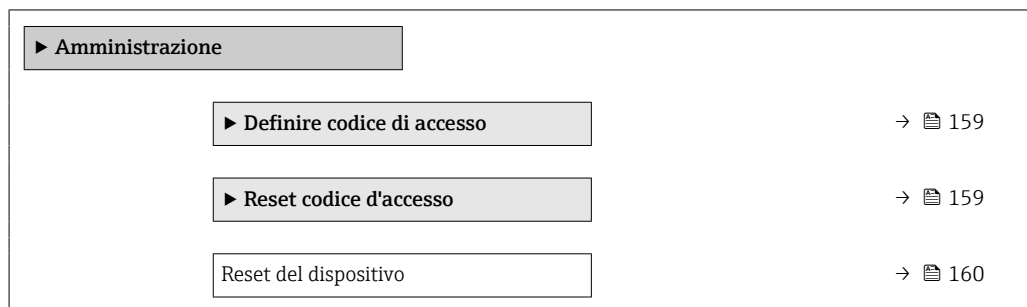 ► Amministrazione
► Definire codice di accesso → 159
► Reset codice d'accesso → 159
Reset del dispositivo → 160